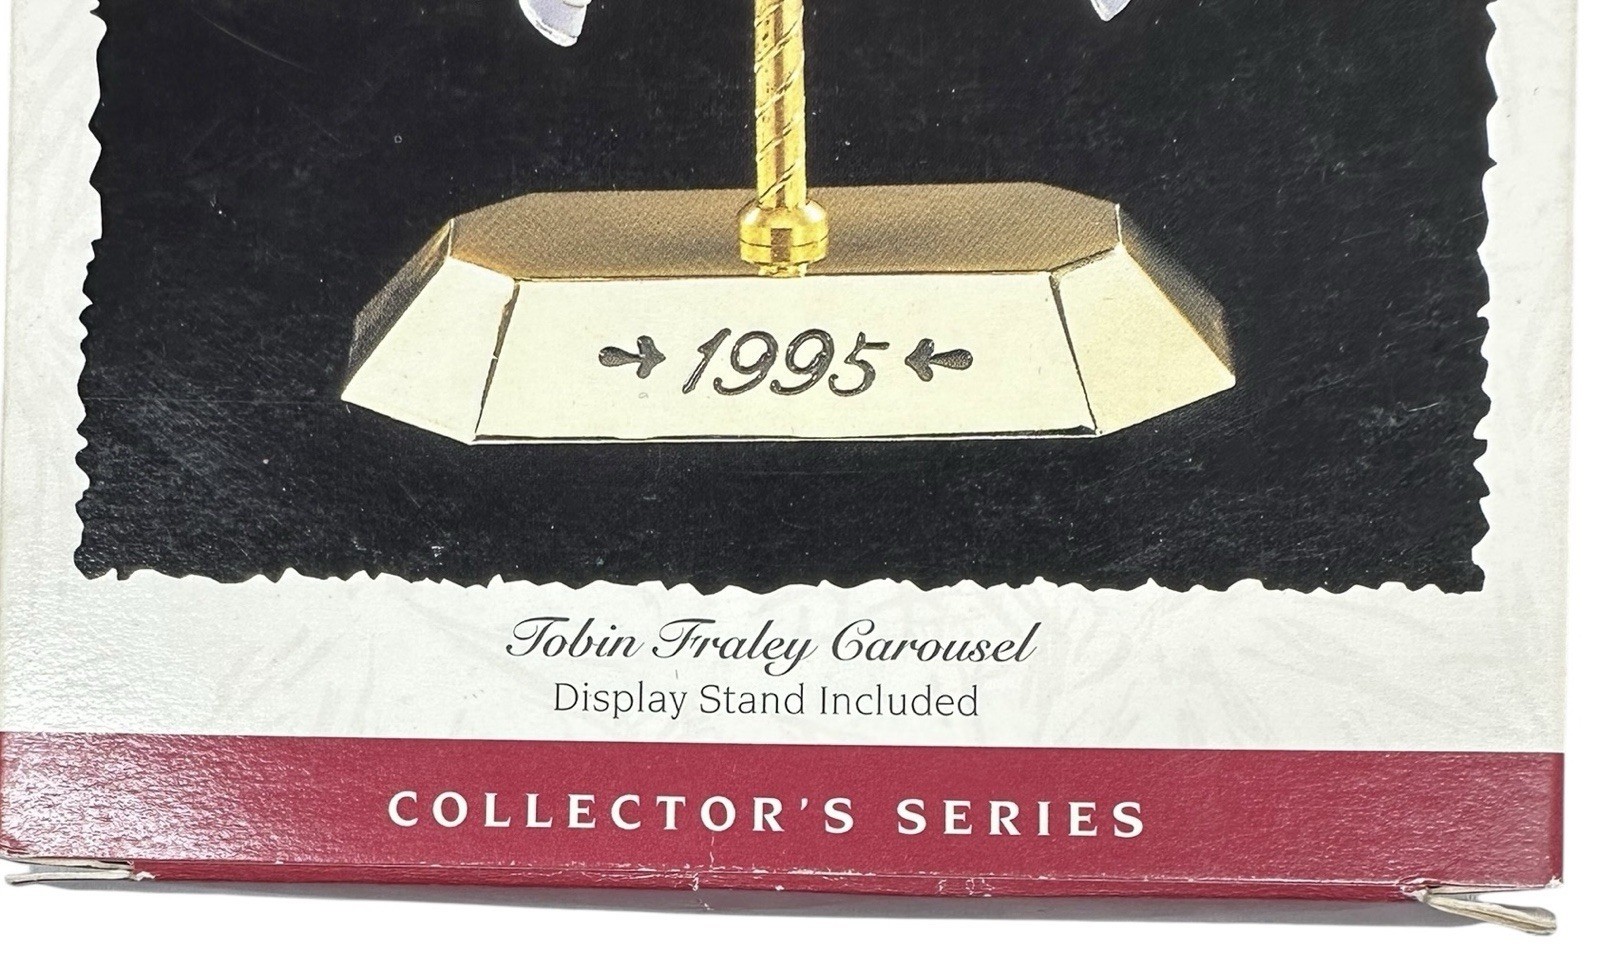 1995
Tobin Fraley Carousel
Display Stand Included
COLLECTOR'S SERIES